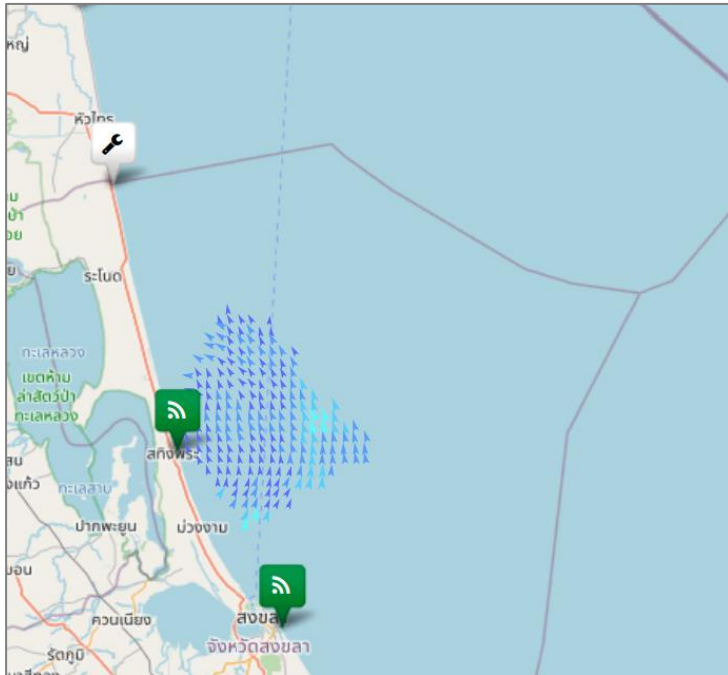 หัวไทร
ระโนด
ทะเลหลวง
เขตห้าม
ล่าสัตว์ป่า
ทะเลหลวง
สทิงพระ
ทะเลสาบ
ปากพะยูน
ม่วงงาม
ควนเนียง
สงขลา
จังหวัดสงขลา
รัตภูมิ